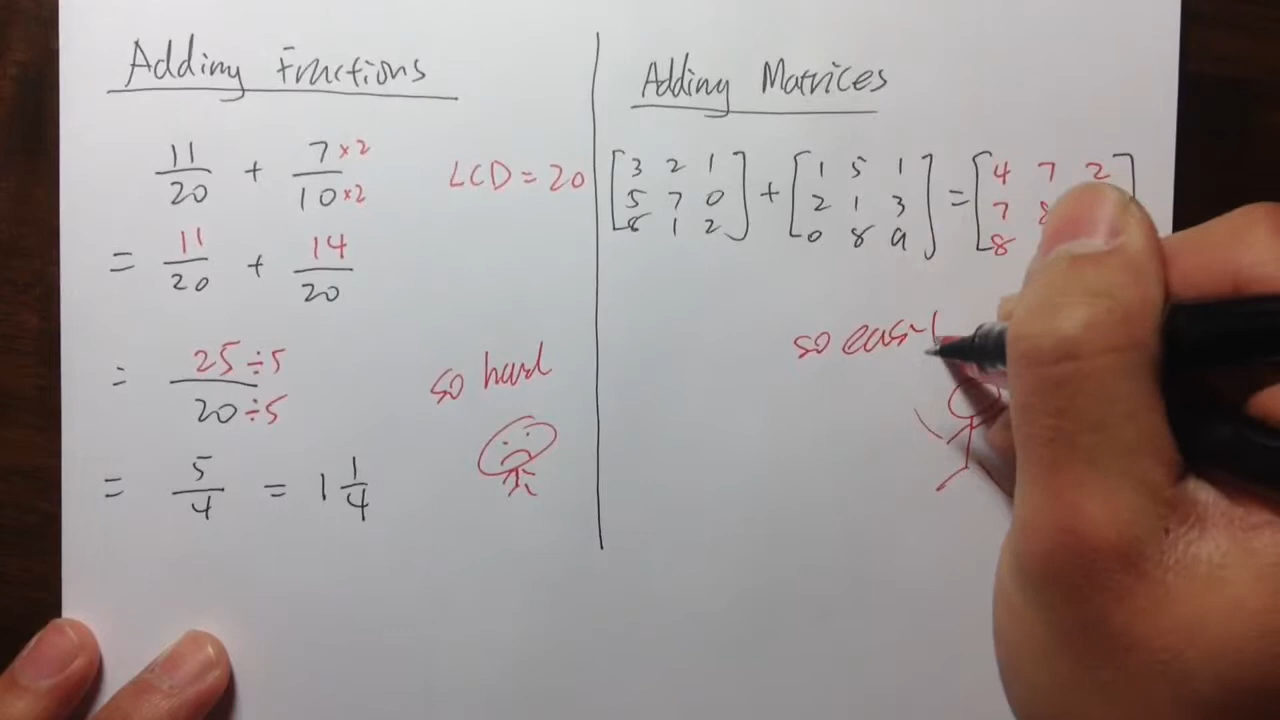 Adding Fractions
11/20 + 7×2/10×2 LCD = 20
= 11/20 + 14/20
= 25÷5/20÷5 so hard
= 5/4 = 1 1/4
Adding Matrices
[3 2 1] + [1 5 1] = [4 7 2]
[5 7 0] [2 1 3] [7 8
[8 1 2] [0 8 9] [8
so easy